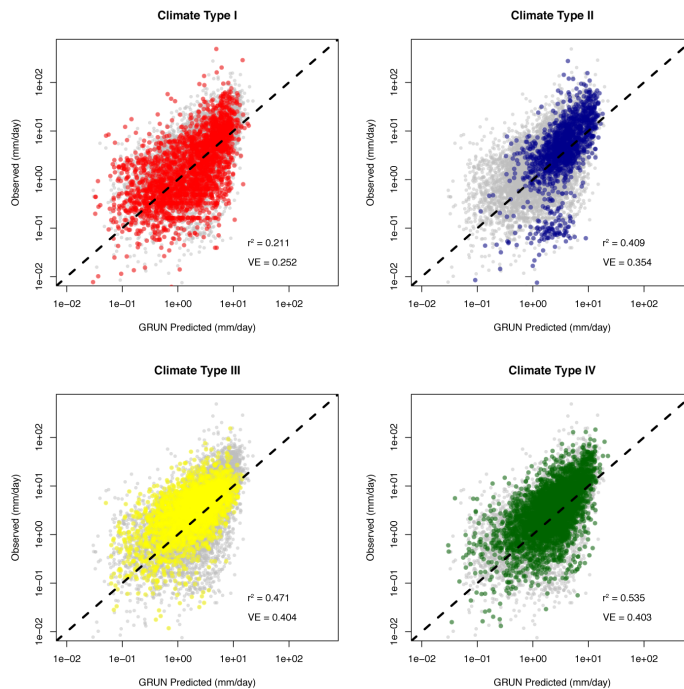 Climate Type I
Observed (mm/day)
1e−02 1e−01 1e+00 1e+01 1e+02
r² = 0.211
VE = 0.252
1e−02 1e−01 1e+00 1e+01 1e+02
GRUN Predicted (mm/day)
Climate Type II
Observed (mm/day)
1e−02 1e−01 1e+00 1e+01 1e+02
r² = 0.409
VE = 0.354
1e−02 1e−01 1e+00 1e+01 1e+02
GRUN Predicted (mm/day)
Climate Type III
Observed (mm/day)
1e−02 1e−01 1e+00 1e+01 1e+02
r² = 0.471
VE = 0.404
1e−02 1e−01 1e+00 1e+01 1e+02
GRUN Predicted (mm/day)
Climate Type IV
Observed (mm/day)
1e−02 1e−01 1e+00 1e+01 1e+02
r² = 0.535
VE = 0.403
1e−02 1e−01 1e+00 1e+01 1e+02
GRUN Predicted (mm/day)